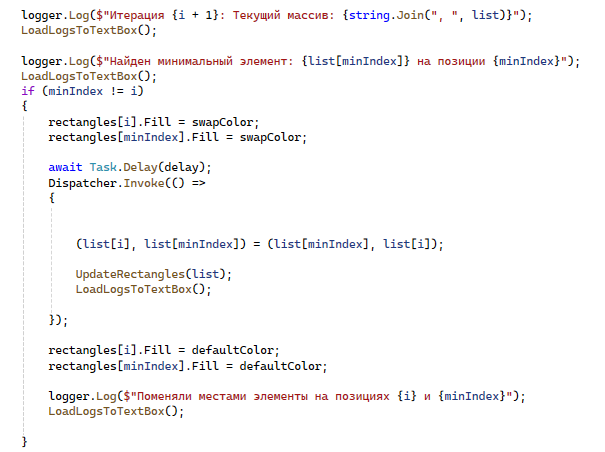 logger.Log($"Итерация {i + 1}: Текущий массив: {string.Join(", ", list)}");
LoadLogsToTextBox();
logger.Log($"Найден минимальный элемент: {list[minIndex]} на позиции {minIndex}");
LoadLogsToTextBox();
if (minIndex != i)
{
rectangles[i].Fill = swapColor;
rectangles[minIndex].Fill = swapColor;
await Task.Delay(delay);
Dispatcher.Invoke(() =>
{
(list[i], list[minIndex]) = (list[minIndex], list[i]);
UpdateRectangles(list);
LoadLogsToTextBox();
});
rectangles[i].Fill = defaultColor;
rectangles[minIndex].Fill = defaultColor;
logger.Log($"Поменяли местами элементы на позициях {i} и {minIndex}");
LoadLogsToTextBox();
}